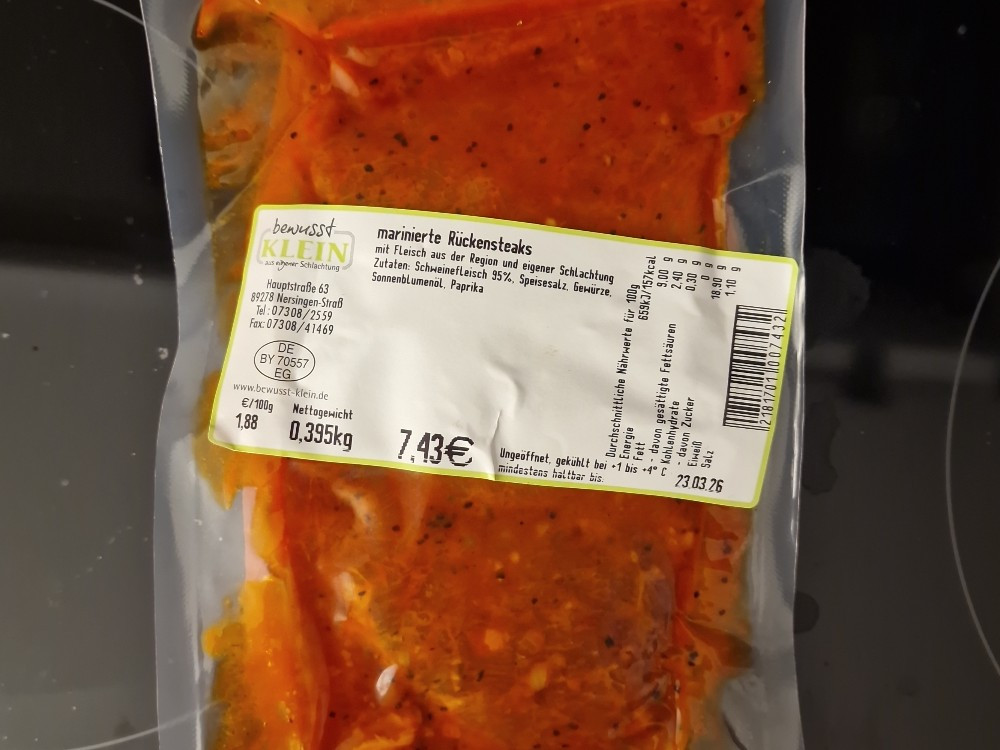 bewusst
KLEIN
aus eigener Schlachtung
Hauptstraße 63
89278 Nersingen-Straß
Tel:07308/2559
Fax:07308/41469
DE
BY 70557
EG
www.bewusst-klein.de
€/100g
1,88
Nettogewicht
0,395kg
7,43€
marinierte Rückensteaks
mit Fleisch aus der Region und eigener Schlachtung
Zutaten: Schweinefleisch 95%, Speisesalz, Gewürze,
Sonnenblumenöl, Paprika
Ungeöffnet, gekühlt bei +1 bis +4° C
mindestens haltbar bis:
23.03.26
Durchschnittliche Nährwerte für 100g
Energie 659kJ/157kcal
Fett 9,00 g
- davon gesättigte Fettsäuren 2,40 g
Kohlenhydrate 0,30 g
- davon Zucker 0 g
Eiweiß 18,90 g
Salz 1,10 g
2181701007432